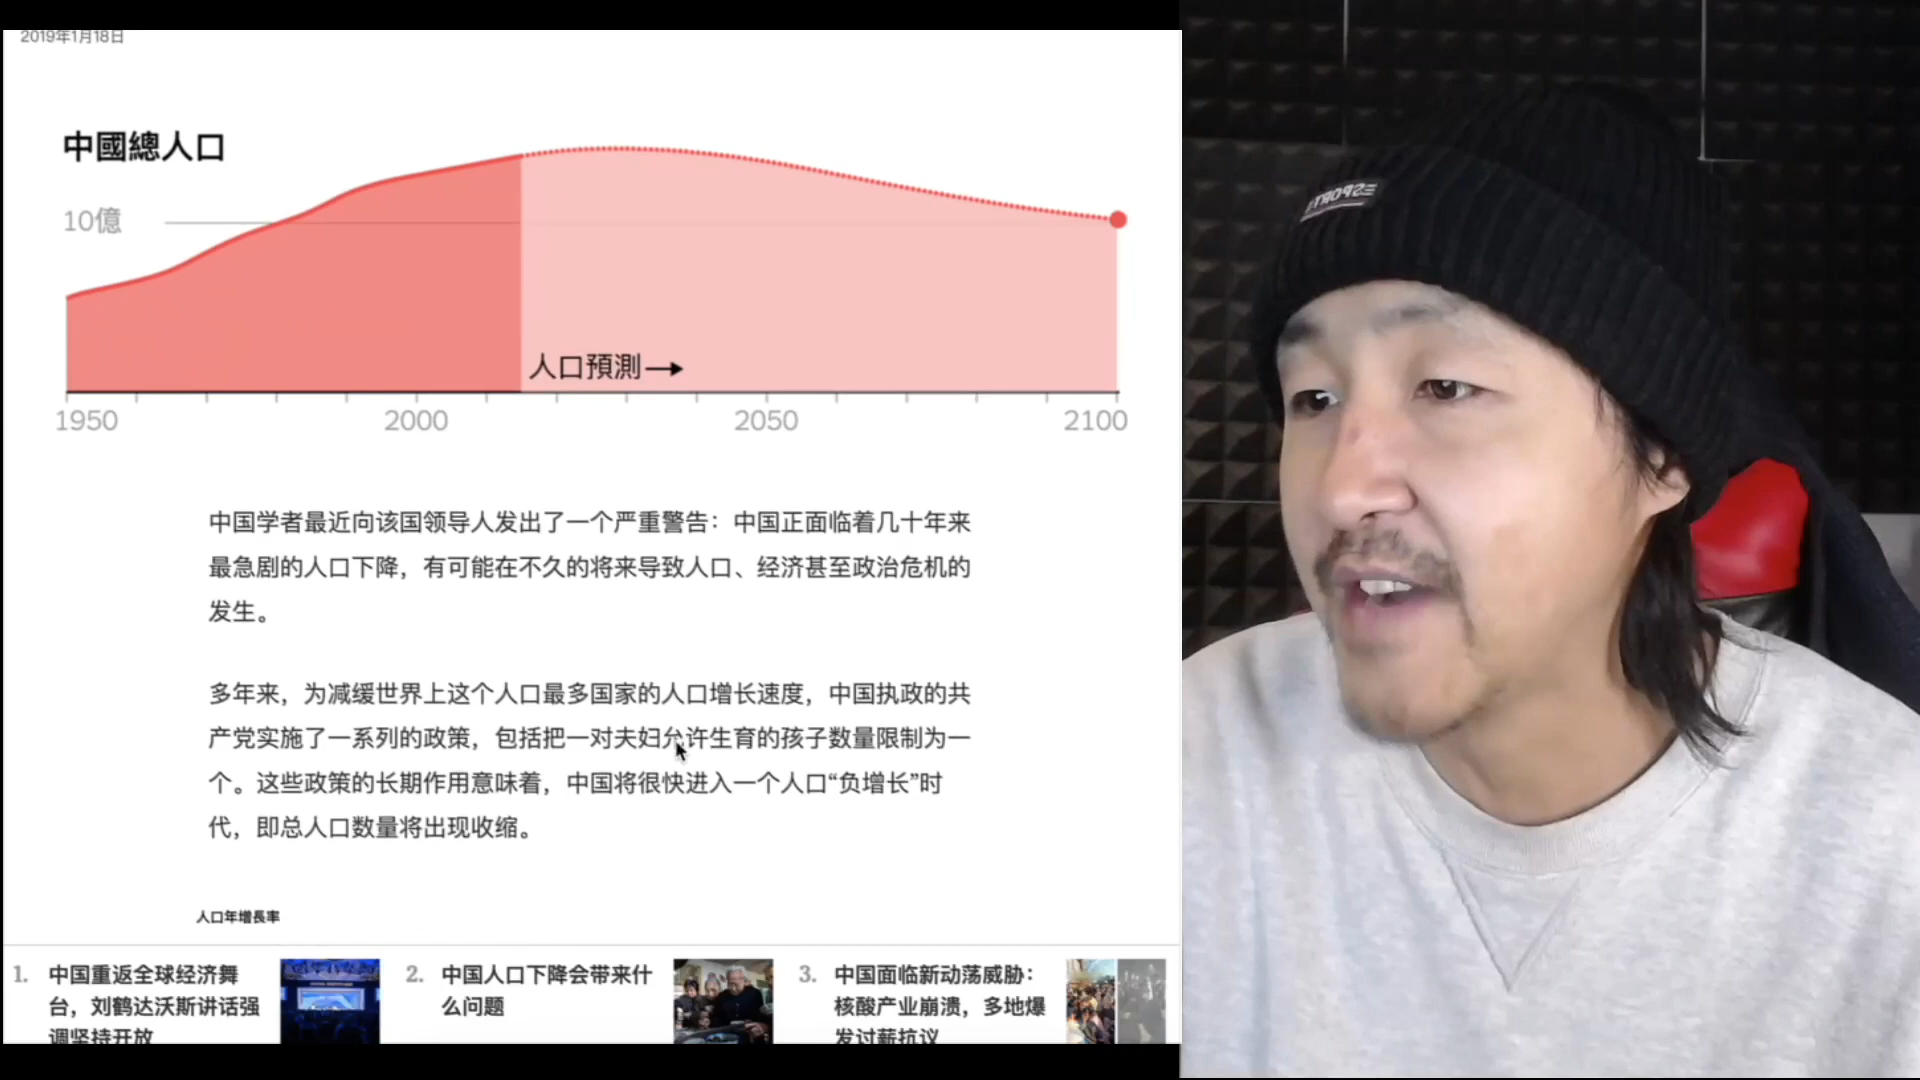 2019年1月18日
中國總人口
10億
人口預測
1950 2000 2050 2100
中国学者最近向该国领导人发出了一个严重警告：中国正面临着几十年来
最急剧的人口下降，有可能在不久的将来导致人口、经济甚至政治危机的
发生。
多年来，为减缓世界上这个人口最多国家的人口增长速度，中国执政的共
产党实施了一系列的政策，包括把一对夫妇允许生育的孩子数量限制为一
个。这些政策的长期作用意味着，中国将很快进入一个人口“负增长”时
代，即总人口数量将出现收缩。
人口年增長率
1. 中国重返全球经济舞
台，刘鹤达沃斯讲话强
调坚持开放
2. 中国人口下降会带来什
么问题
3. 中国面临新动荡威胁：
核酸产业崩溃，多地爆
发讨薪抗议
ESPORTS